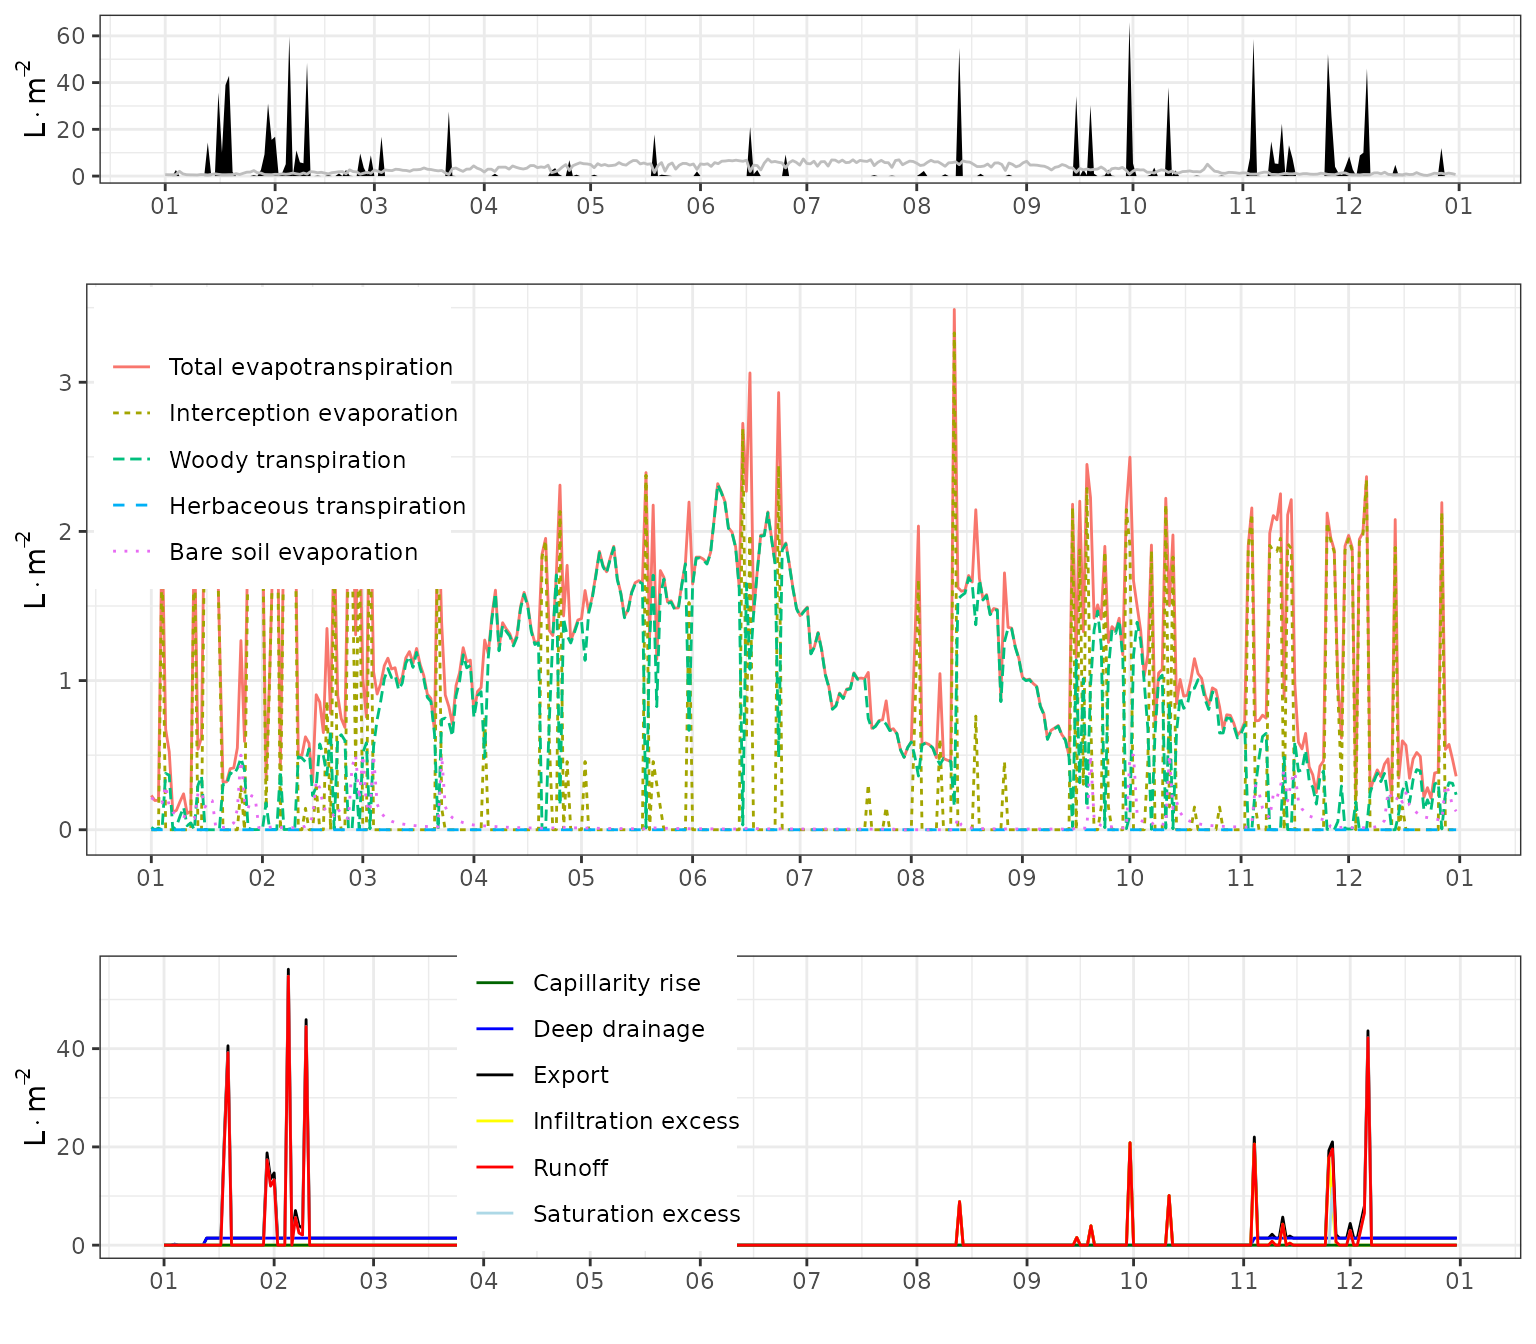 60
40
20
0
L · m⁻²
01 02 03 04 05 06 07 08 09 10 11 12 01
3
2
1
0
L · m⁻²
Total evapotranspiration
Interception evaporation
Woody transpiration
Herbaceous transpiration
Bare soil evaporation
01 02 03 04 05 06 07 08 09 10 11 12 01
40
20
0
L · m⁻²
Capillarity rise
Deep drainage
Export
Infiltration excess
Runoff
Saturation excess
01 02 03 04 05 06 07 08 09 10 11 12 01